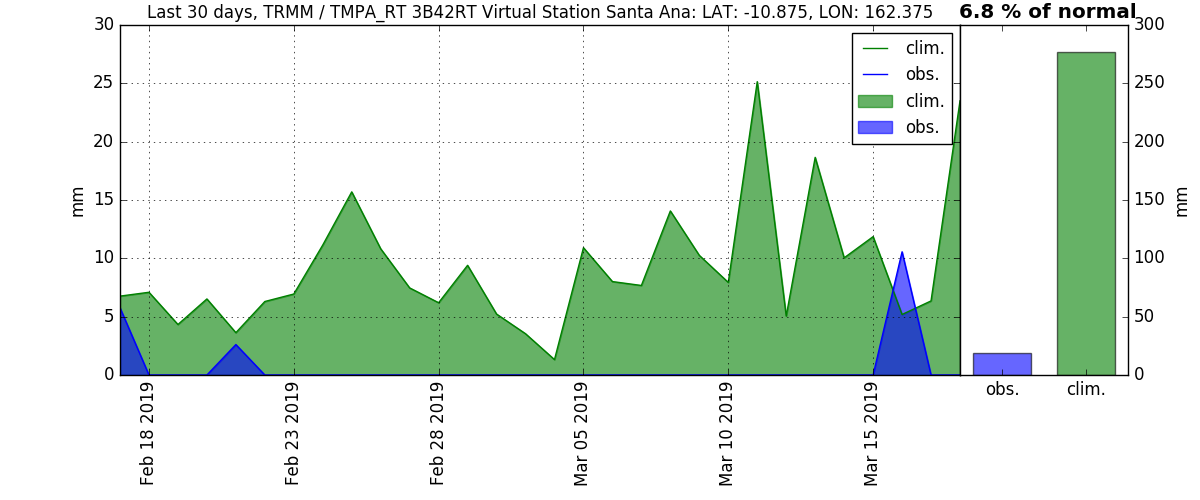 Last 30 days, TRMM / TMPA_RT 3B42RT Virtual Station Santa Ana: LAT: -10.875, LON: 162.375
6.8 % of normal
30
25
20
15
10
5
0
mm
clim.
obs.
clim.
obs.
Feb 18 2019
Feb 23 2019
Feb 28 2019
Mar 05 2019
Mar 10 2019
Mar 15 2019
300
250
200
150
100
50
0
mm
obs.
clim.